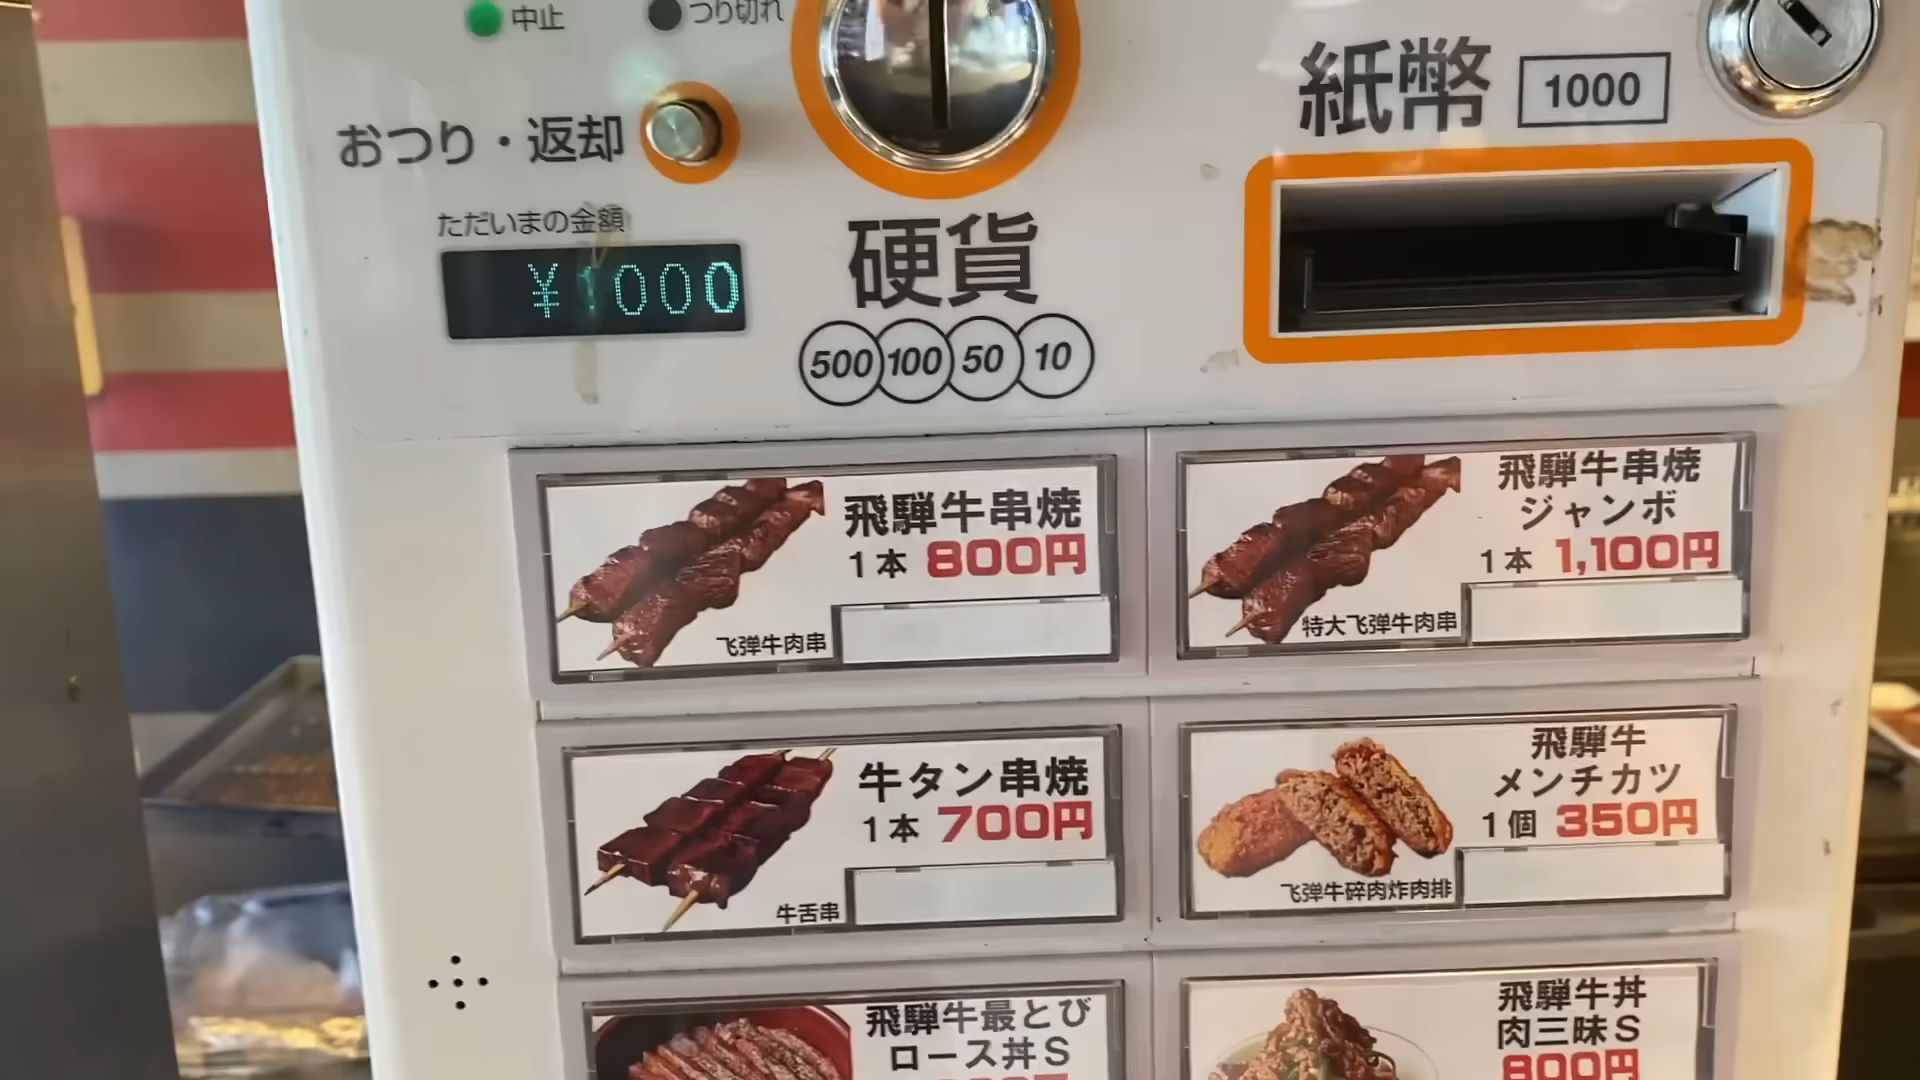 中止
つり切れ
おつり・返却
ただいまの金額
¥1000
硬貨
500 100 50 10
紙幣 1000
飛騨牛串焼
1本 800円
飞弹牛肉串
飛騨牛串焼
ジャンボ
1本 1,100円
特大飞弹牛肉串
牛タン串焼
1本 700円
牛舌串
飛騨牛
メンチカツ
1個 350円
飞弹牛碎肉炸肉排
飛騨牛最とび
ロース丼S
飛騨牛丼
肉三昧S
800円